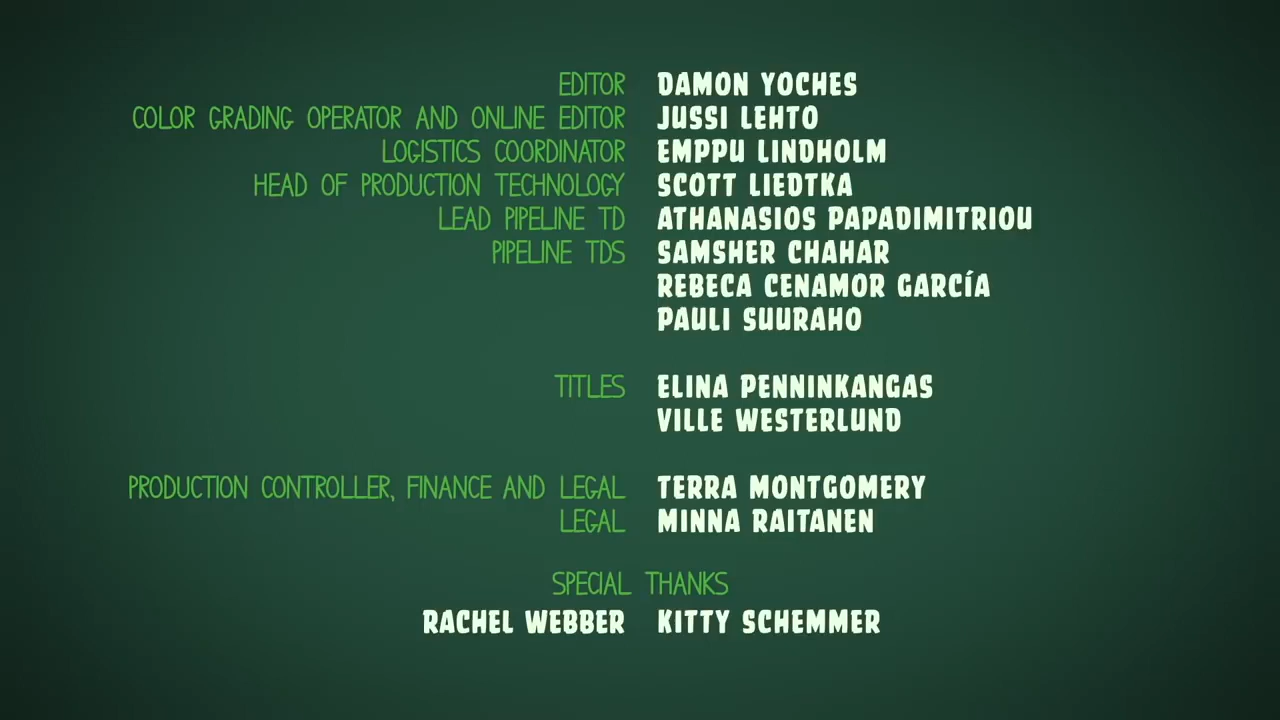 EDITOR DAMON YOCHES
COLOR GRADING OPERATOR AND ONLINE EDITOR JUSSI LEHTO
LOGISTICS COORDINATOR EMPPU LINDHOLM
HEAD OF PRODUCTION TECHNOLOGY SCOTT LIEDTKA
LEAD PIPELINE TD ATHANASIOS PAPADIMITRIOU
PIPELINE TDS SAMSHER CHAHAR
REBECA CENAMOR GARCÍA
PAULI SUURAHO
TITLES ELINA PENNINKANGAS
VILLE WESTERLUND
PRODUCTION CONTROLLER, FINANCE AND LEGAL TERRA MONTGOMERY
LEGAL MINNA RAITANEN
SPECIAL THANKS
RACHEL WEBBER KITTY SCHEMMER